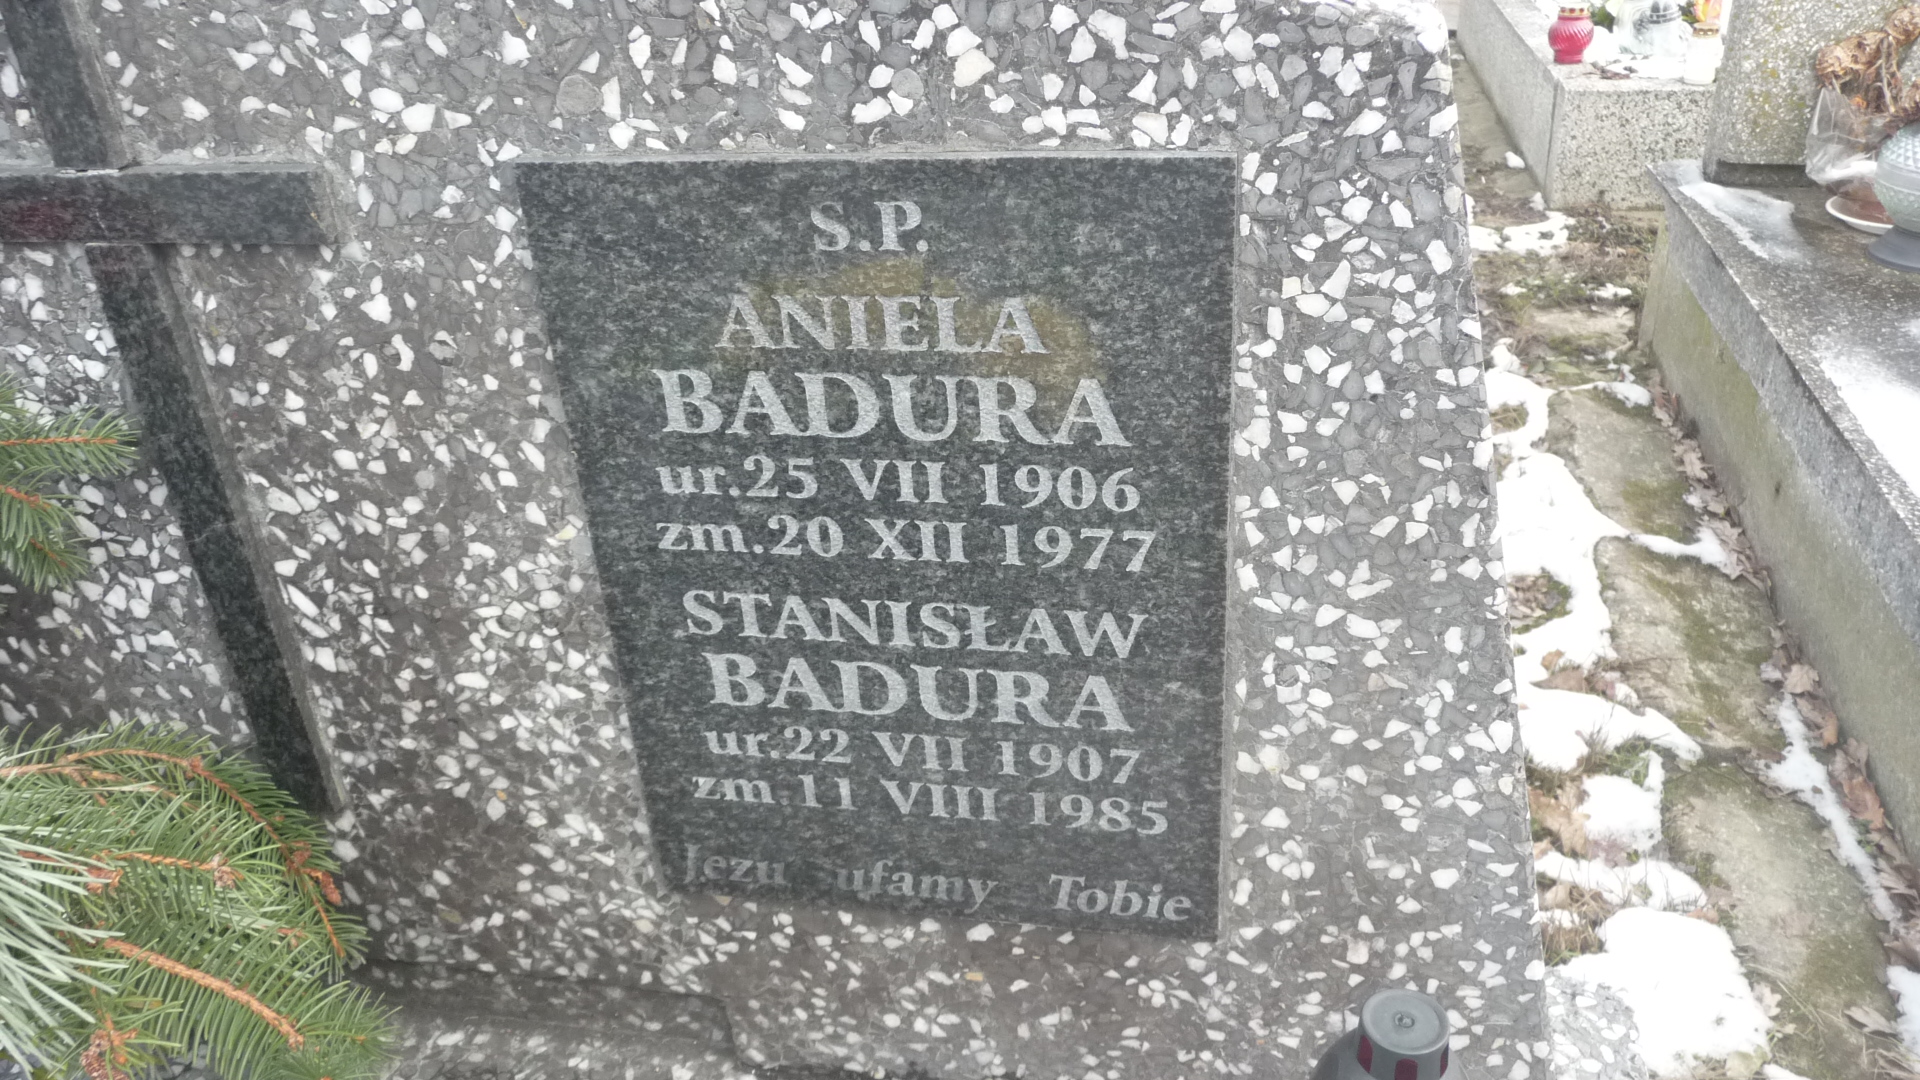 S.P.
ANIELA
BADURA
ur.25 VII 1906
zm.20 XII 1977
STANISŁAW
BADURA
ur.22 VII 1907
zm.11 VIII 1985
Jezu ufamy Tobie